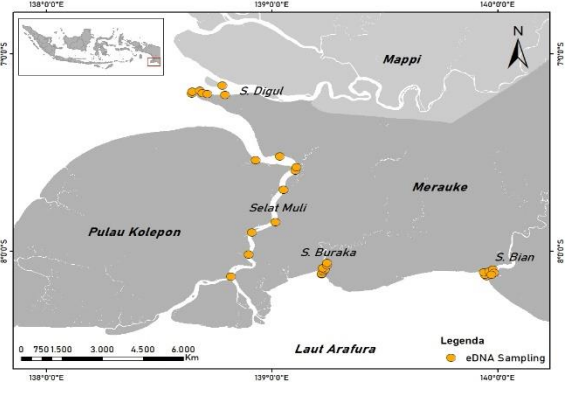 138°0'0"E
139°0'0"E
140°0'0"E
7°0'0"S
7°0'0"S
N
Mappi
S. Digul
Merauke
Selat Muli
Pulau Kolepon
8°0'0"S
8°0'0"S
S. Buraka
S. Bian
Legenda
eDNA Sampling
Laut Arafura
0 7501.500 3.000 4.500 6.000
Km
138°0'0"E
139°0'0"E
140°0'0"E